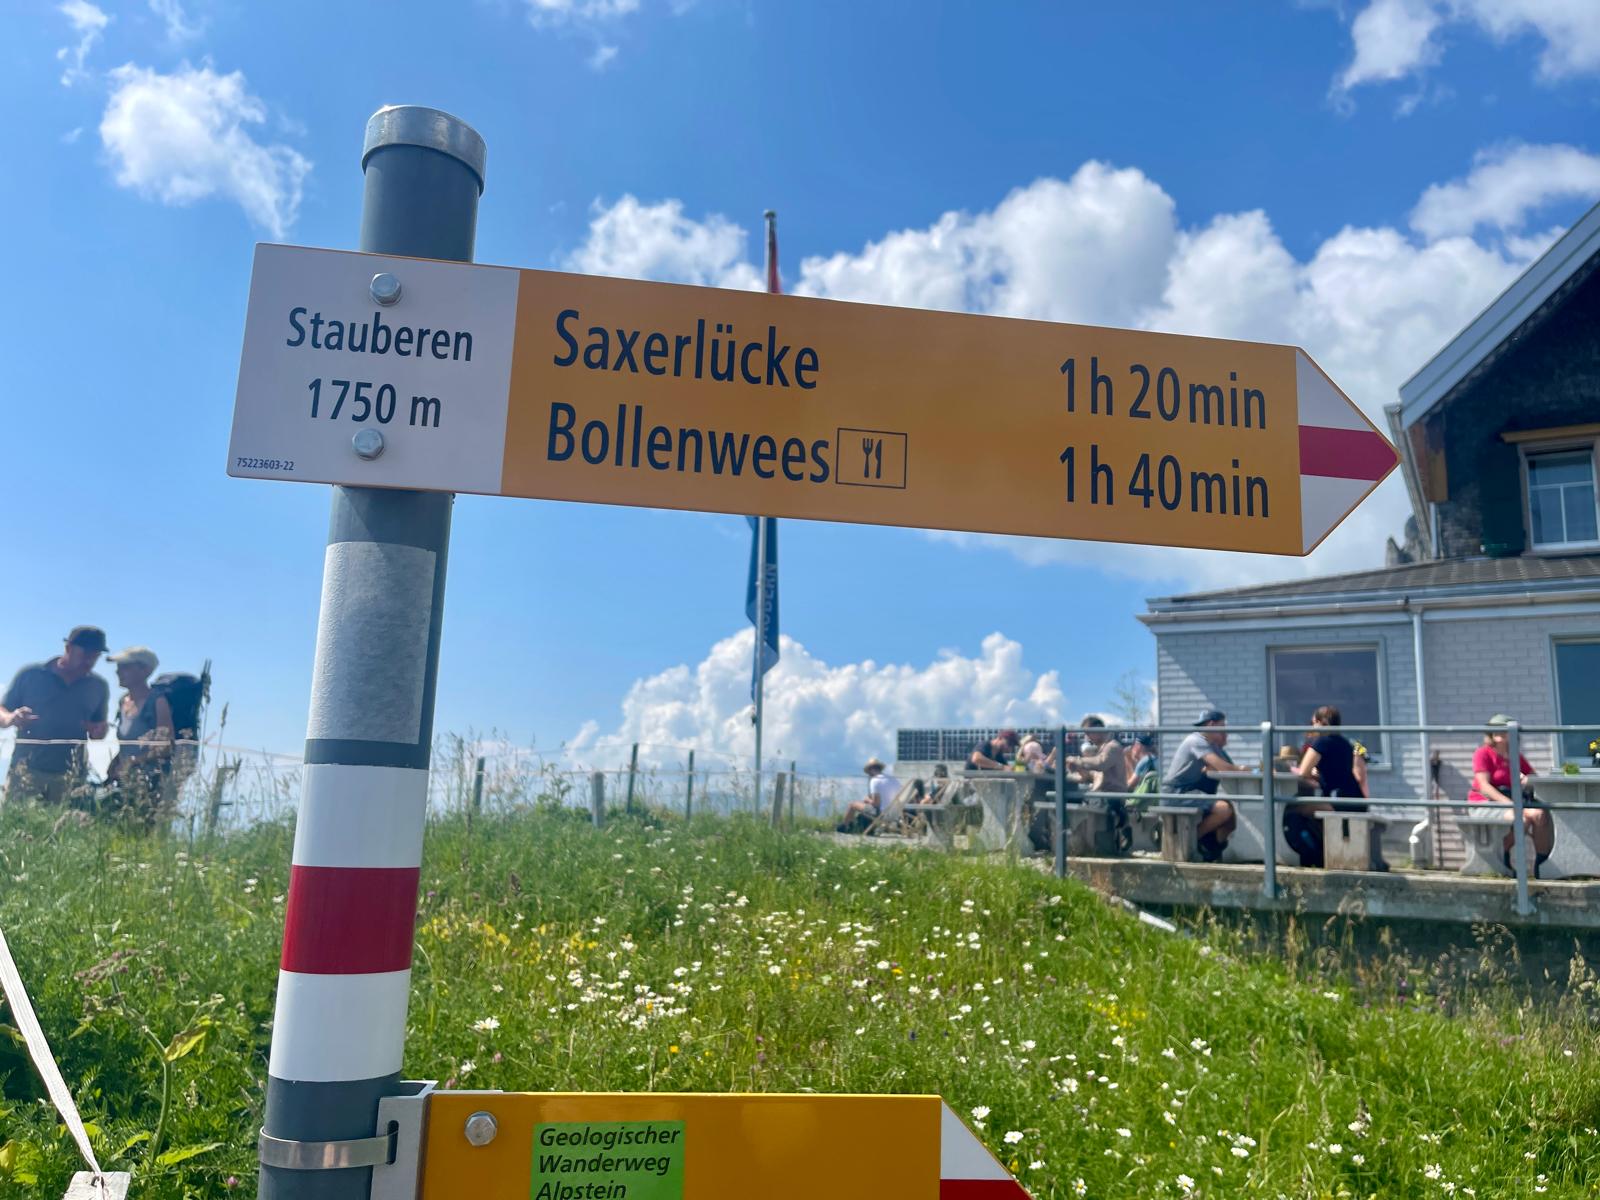 Stauberen
1750 m
75223603-22
Saxerlücke 1h 20min
Bollenwees 1h 40min
Geologischer
Wanderweg
Alpstein